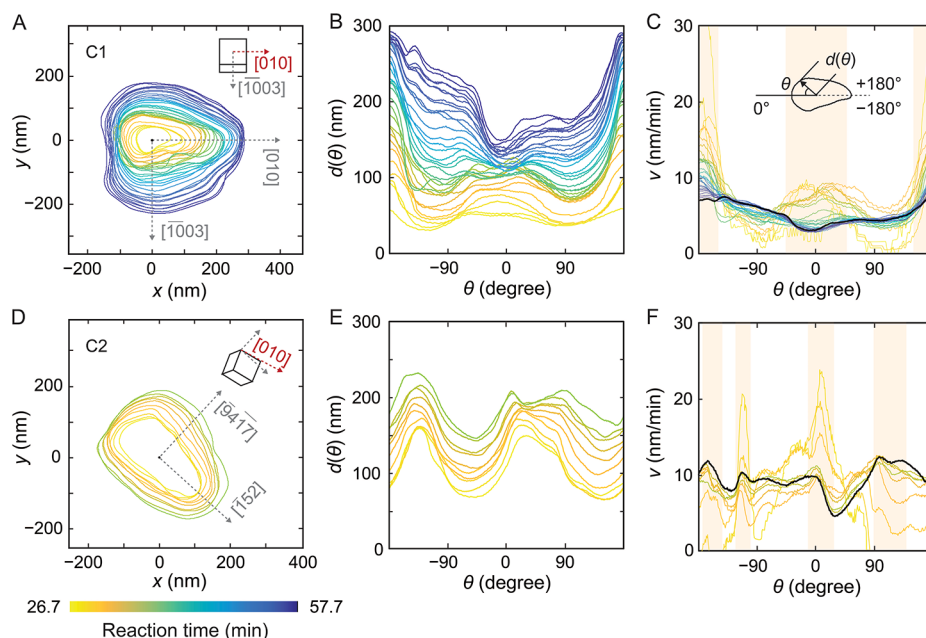 A
C1
[010]
[1̅003]
200
0
−200
y (nm)
[010]
[1̅003]
−200
0
200
400
x (nm)
B
300
200
100
0
d(θ) (nm)
−90
0
90
θ (degree)
C
30
20
10
0
v (nm/min)
d(θ)
θ
0°
+180°
−180°
−90
0
90
θ (degree)
D
C2
[010]
200
0
−200
y (nm)
[9̅41̅7̅]
[1̅52]
−200
0
200
400
x (nm)
E
300
200
100
0
d(θ) (nm)
−90
0
90
θ (degree)
F
30
20
10
0
v (nm/min)
−90
0
90
θ (degree)
26.7
57.7
Reaction time (min)